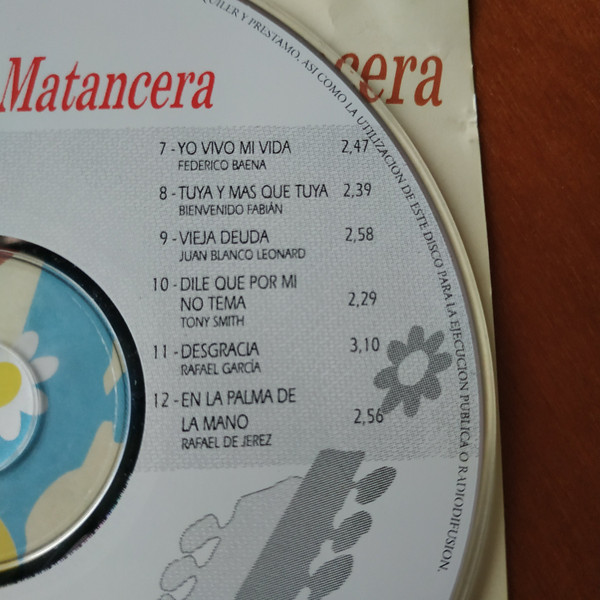 Matancera
cera
7 - YO VIVO MI VIDA 2,47
FEDERICO BAENA
8 - TUYA Y MAS QUE TUYA 2,39
BIENVENIDO FABIÁN
9 - VIEJA DEUDA 2,58
JUAN BLANCO LEONARD
10 - DILE QUE POR MI
NO TEMA 2,29
TONY SMITH
11 - DESGRACIA 3,10
RAFAEL GARCÍA
12 - EN LA PALMA DE
LA MANO 2,56
RAFAEL DE JEREZ
Y PRESTAMO, ASI COMO LA UTILIZACION DE ESTE DISCO PARA LA EJECUCION PUBLICA O RADIODIFUSION.